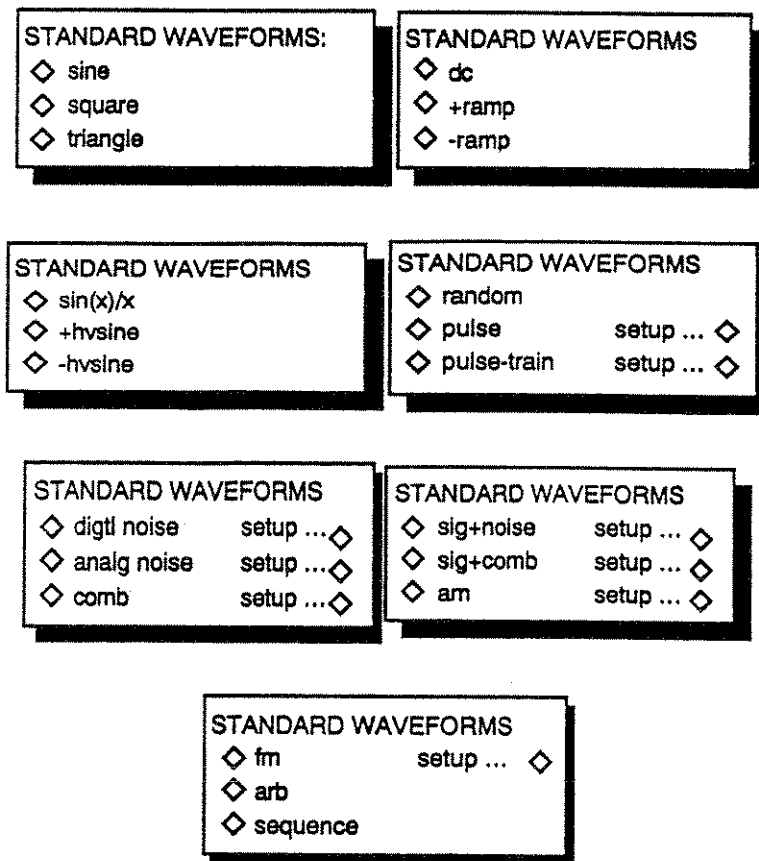 STANDARD WAVEFORMS:
sine
square
triangle
STANDARD WAVEFORMS
dc
+ramp
-ramp
STANDARD WAVEFORMS
sin(x)/x
+hvsine
-hvsine
STANDARD WAVEFORMS
random
pulse setup ...
pulse-train setup ...
STANDARD WAVEFORMS
digtl noise setup ...
analg noise setup ...
comb setup ...
STANDARD WAVEFORMS
sig+noise setup ...
sig+comb setup ...
am setup ...
STANDARD WAVEFORMS
fm setup ...
arb
sequence